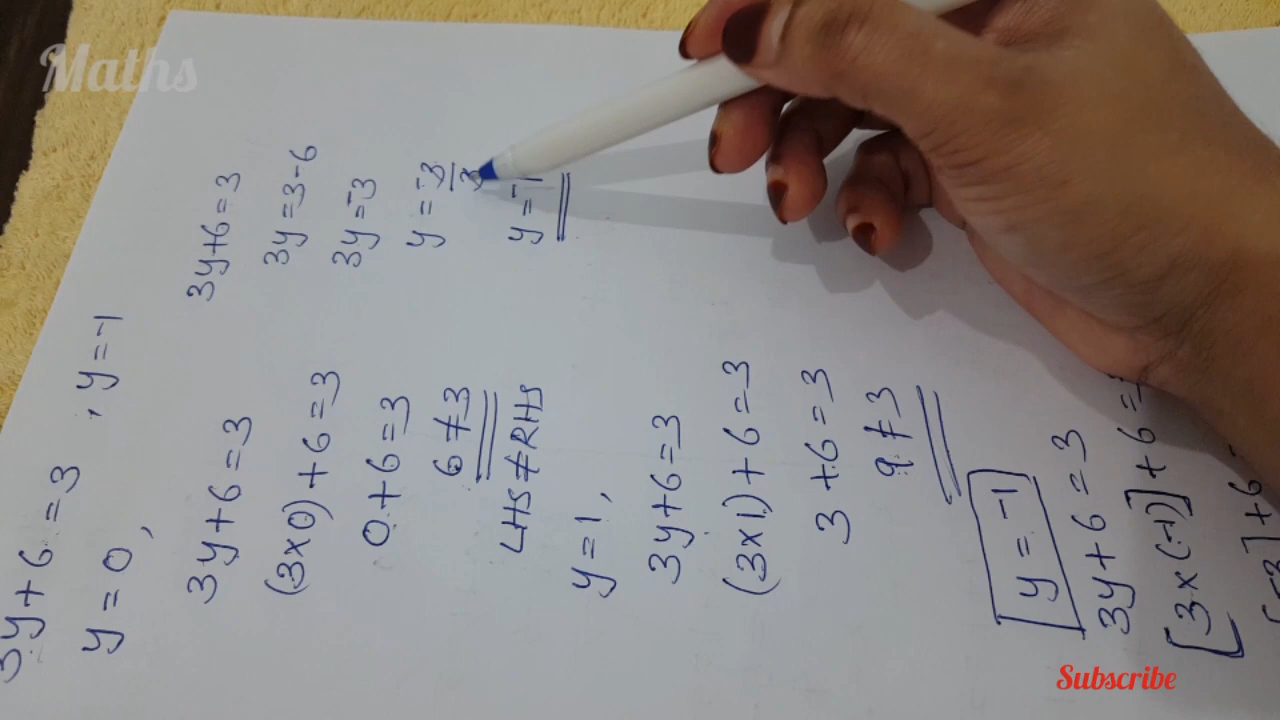 Maths
3y + 6 = 3
y = 0 , , y = -1
3y + 6 = 3
(3×0) + 6 = 3
0 + 6 = 3
6 ≠ 3
LHS ≠ RHS
y = 1 ,
3y + 6 = 3
(3×1) + 6 = 3
3 + 6 = 3
9 ≠ 3
y = -1
3y + 6 = 3
[3×(-1)] + 6 = 3
3y + 6 = 3
3y = 3 - 6
3y = -3
y = -3/3
y = -1
Subscribe